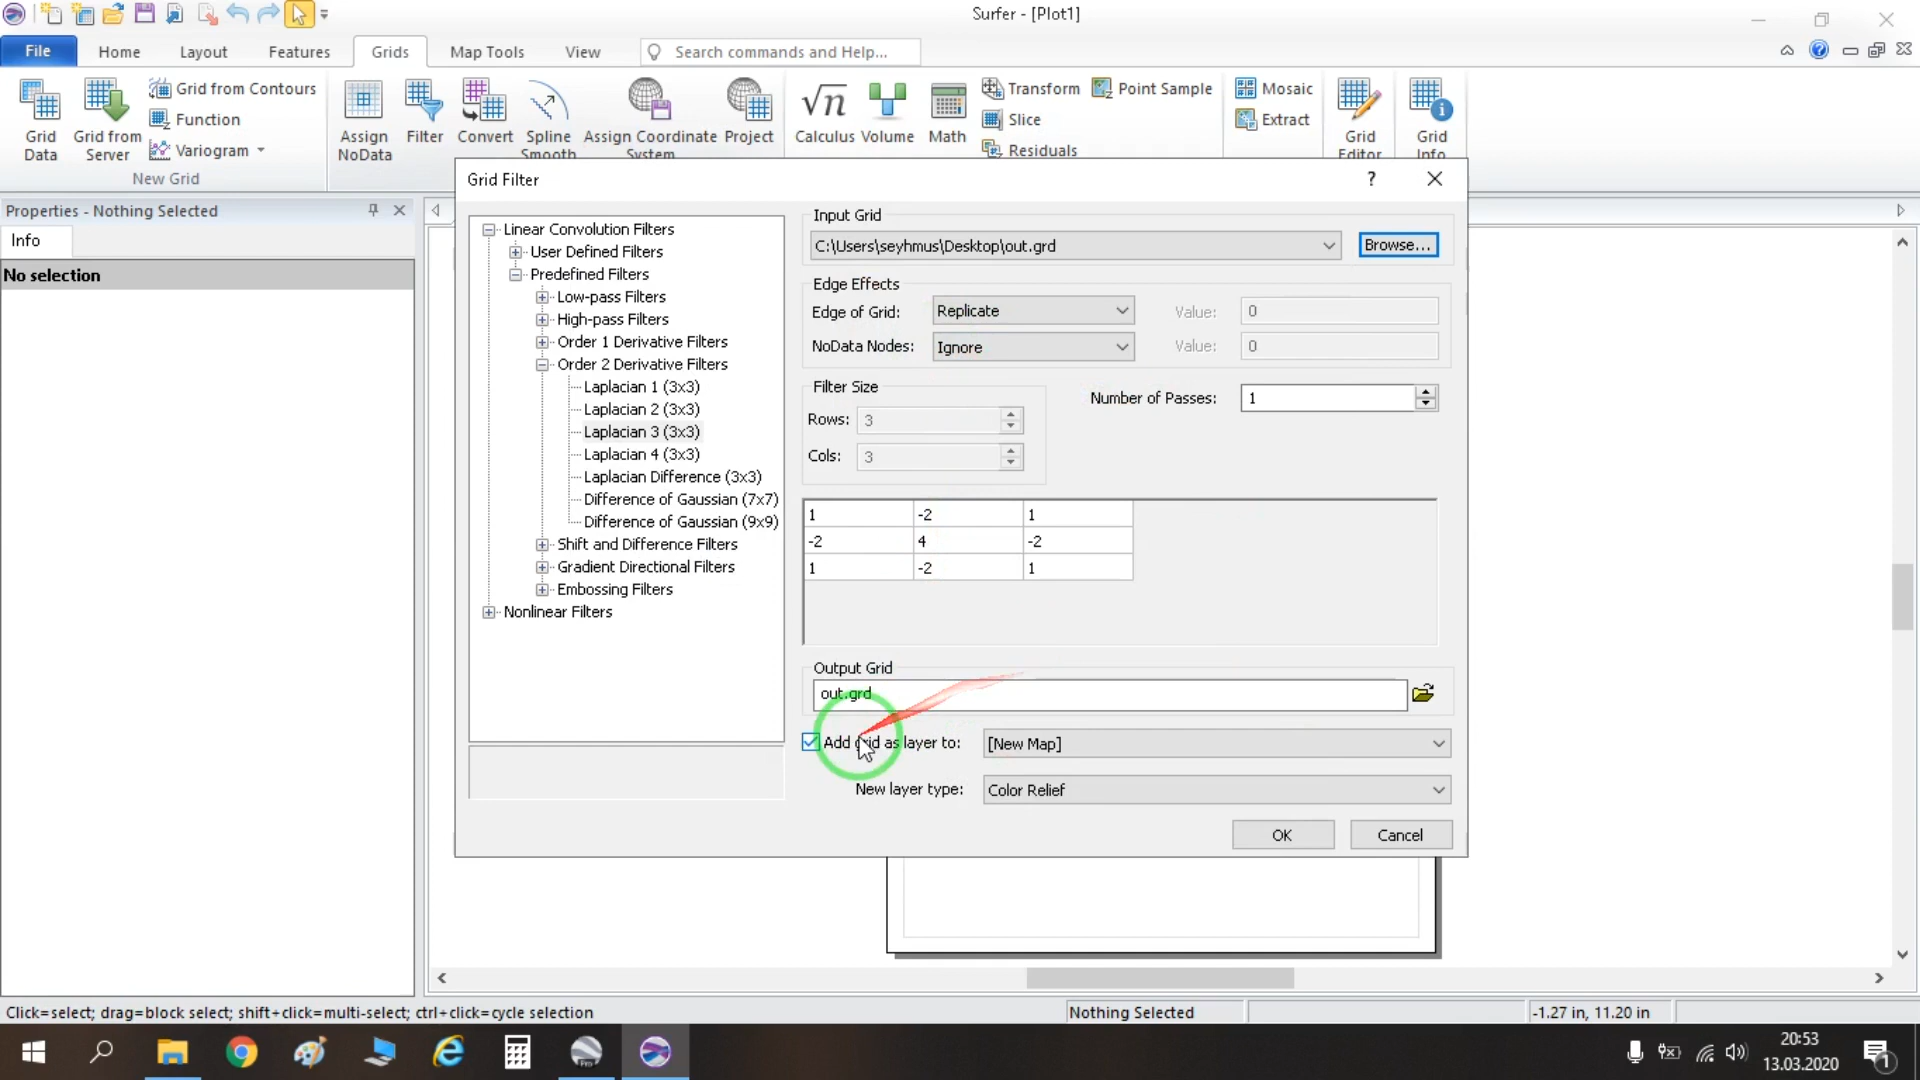 Surfer - [Plot1]
File Home Layout Features Grids Map Tools View Search commands and Help...
Grid Data
Grid from Server
Grid from Contours
Function
Variogram
New Grid
Assign NoData
Filter
Convert
Spline Smooth
Assign Coordinate System
Project
Calculus
Volume
Math
Transform
Slice
Residuals
Point Sample
Mosaic
Extract
Grid Editor
Grid Info
Properties - Nothing Selected
Info
No selection
Grid Filter
Linear Convolution Filters
User Defined Filters
Predefined Filters
Low-pass Filters
High-pass Filters
Order 1 Derivative Filters
Order 2 Derivative Filters
Laplacian 1 (3x3)
Laplacian 2 (3x3)
Laplacian 3 (3x3)
Laplacian 4 (3x3)
Laplacian Difference (3x3)
Difference of Gaussian (7x7)
Difference of Gaussian (9x9)
Shift and Difference Filters
Gradient Directional Filters
Embossing Filters
Nonlinear Filters
Input Grid
C:\Users\seyhmus\Desktop\out.grd Browse...
Edge Effects
Edge of Grid: Replicate Value: 0
NoData Nodes: Ignore Value: 0
Filter Size
Rows: 3
Cols: 3
Number of Passes: 1
1 -2 1
-2 4 -2
1 -2 1
Output Grid
out.grd
Add grid as layer to: [New Map]
New layer type: Color Relief
OK Cancel
Click=select; drag=block select; shift+click=multi-select; ctrl+click=cycle selection Nothing Selected -1.27 in, 11.20 in
20:53
13.03.2020
1